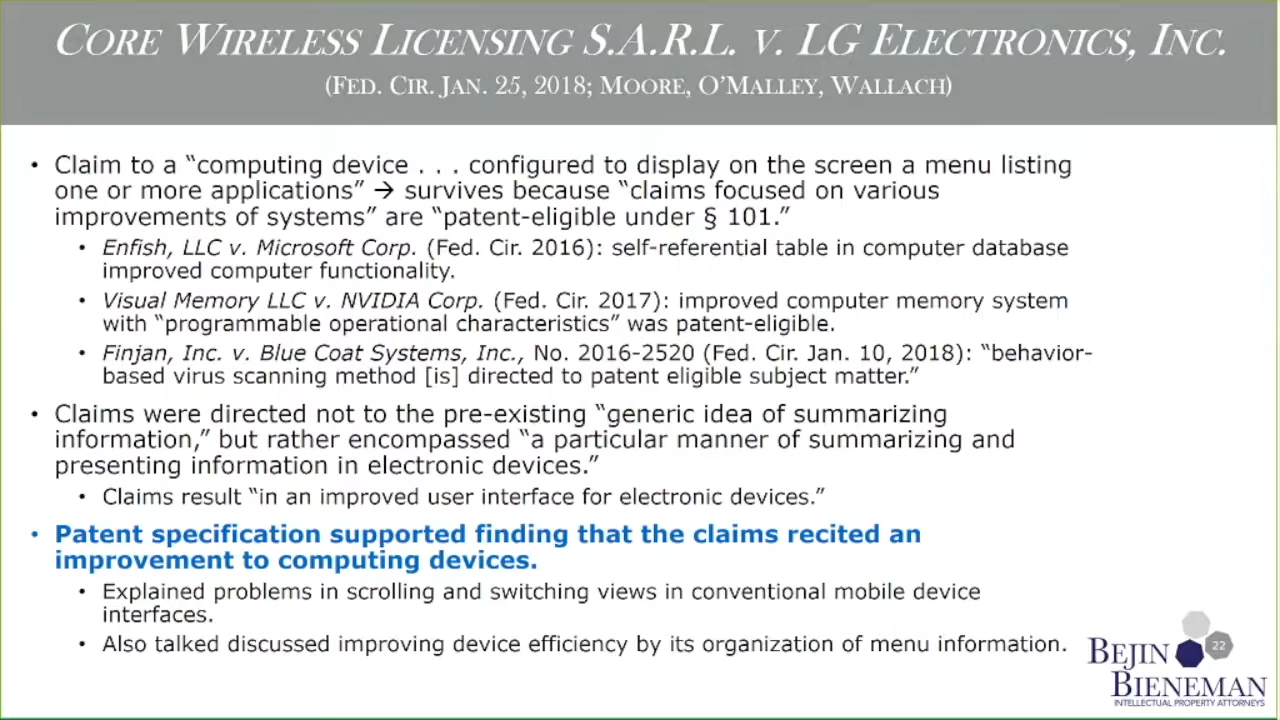 CORE WIRELESS LICENSING S.A.R.L. V. LG ELECTRONICS, INC.
(FED. CIR. JAN. 25, 2018; MOORE, O'MALLEY, WALLACH)
• Claim to a “computing device . . . configured to display on the screen a menu listing
one or more applications” → survives because “claims focused on various
improvements of systems” are “patent-eligible under § 101.”
• Enfish, LLC v. Microsoft Corp. (Fed. Cir. 2016): self-referential table in computer database
improved computer functionality.
• Visual Memory LLC v. NVIDIA Corp. (Fed. Cir. 2017): improved computer memory system
with “programmable operational characteristics” was patent-eligible.
• Finjan, Inc. v. Blue Coat Systems, Inc., No. 2016-2520 (Fed. Cir. Jan. 10, 2018): “behavior-
based virus scanning method [is] directed to patent eligible subject matter.”
• Claims were directed not to the pre-existing “generic idea of summarizing
information,” but rather encompassed “a particular manner of summarizing and
presenting information in electronic devices.”
• Claims result “in an improved user interface for electronic devices.”
• Patent specification supported finding that the claims recited an
improvement to computing devices.
• Explained problems in scrolling and switching views in conventional mobile device
interfaces.
• Also talked discussed improving device efficiency by its organization of menu information.
22
BEJIN
BIENEMAN
INTELLECTUAL PROPERTY ATTORNEYS